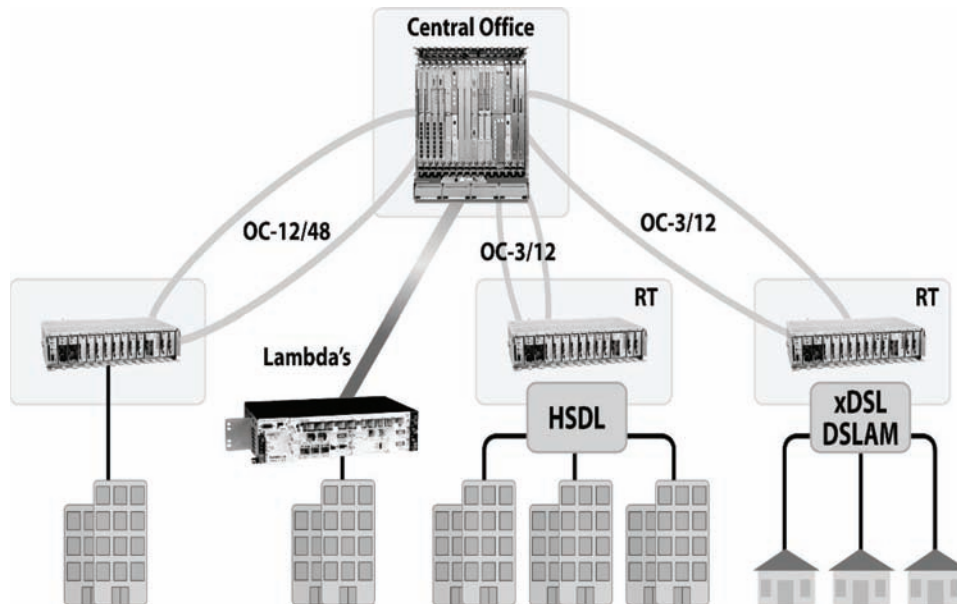 Central Office
OC-12/48
OC-3/12
OC-3/12
RT
RT
Lambda's
HSDL
xDSL
DSLAM